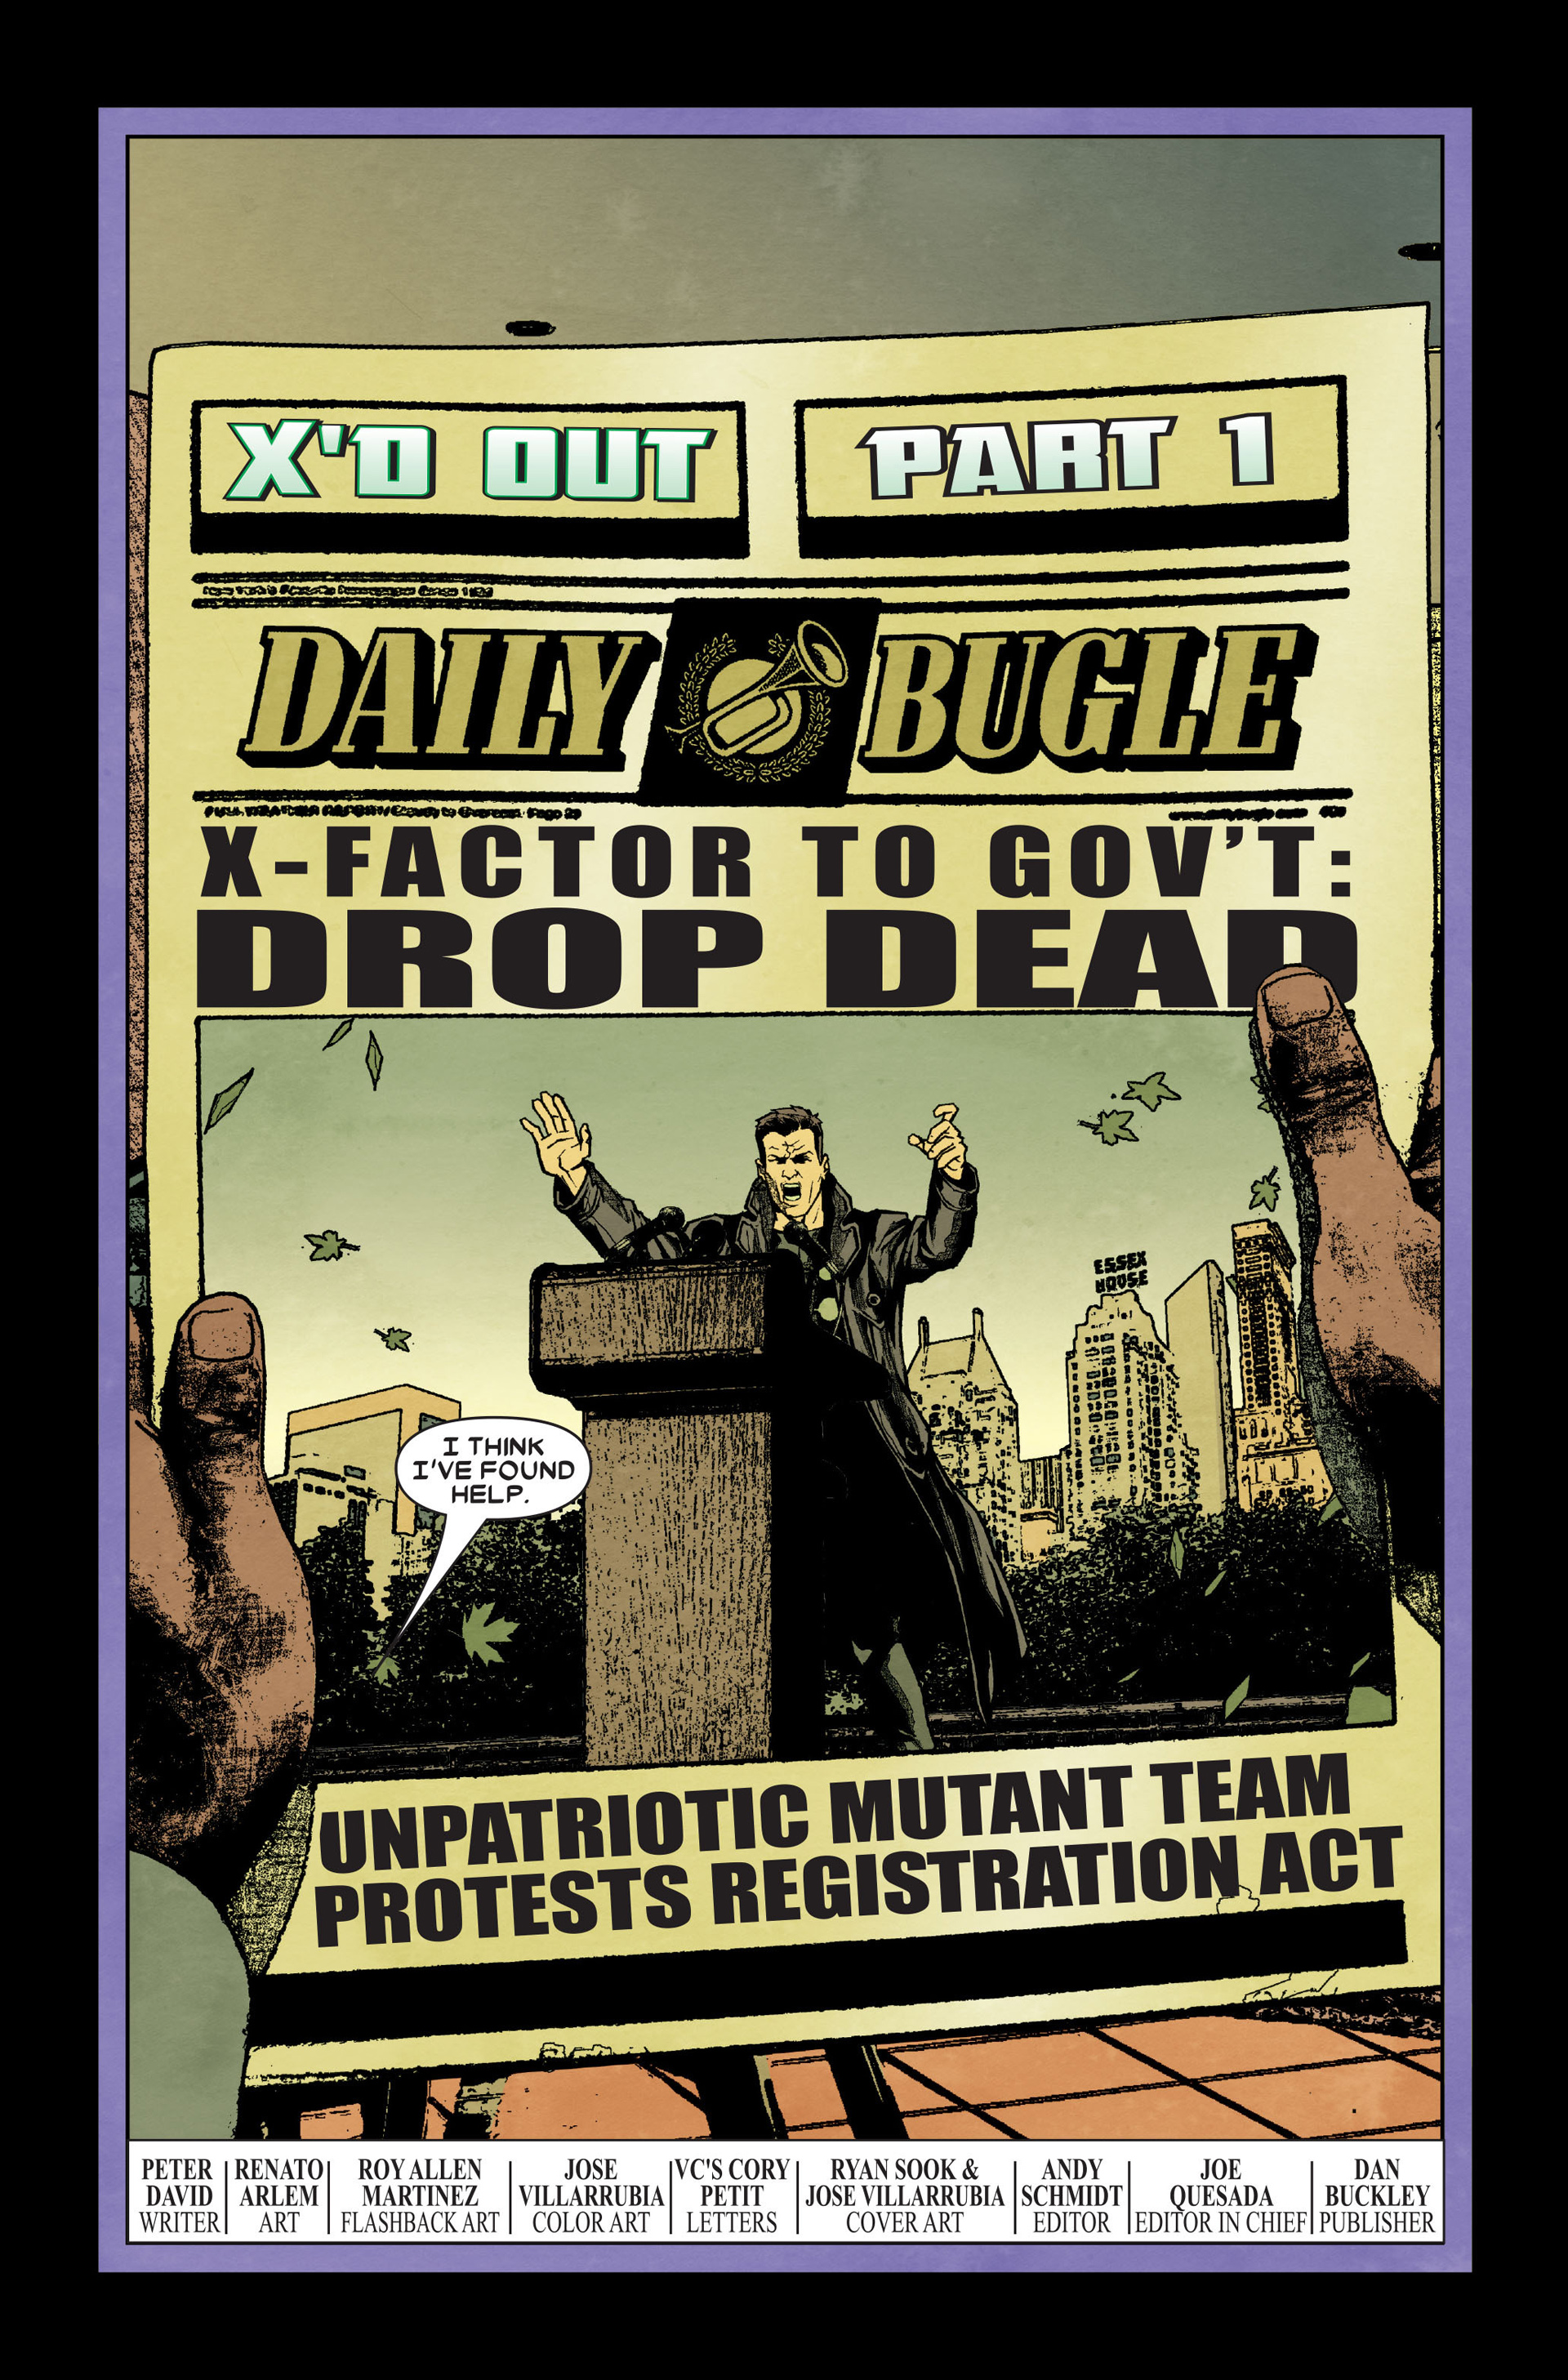 X'D OUT
PART 1
DAILY BUGLE
X-FACTOR TO GOV'T:
DROP DEAD
ESSEX
HOUSE
I THINK
I'VE FOUND
HELP.
UNPATRIOTIC MUTANT TEAM
PROTESTS REGISTRATION ACT
PETER
DAVID
WRITER
RENATO
ARLEM
ART
ROY ALLEN
MARTINEZ
FLASHBACK ART
JOSE
VILLARRUBIA
COLOR ART
VC'S CORY
PETIT
LETTERS
RYAN SOOK &
JOSE VILLARRUBIA
COVER ART
ANDY
SCHMIDT
EDITOR
JOE
QUESADA
EDITOR IN CHIEF
DAN
BUCKLEY
PUBLISHER